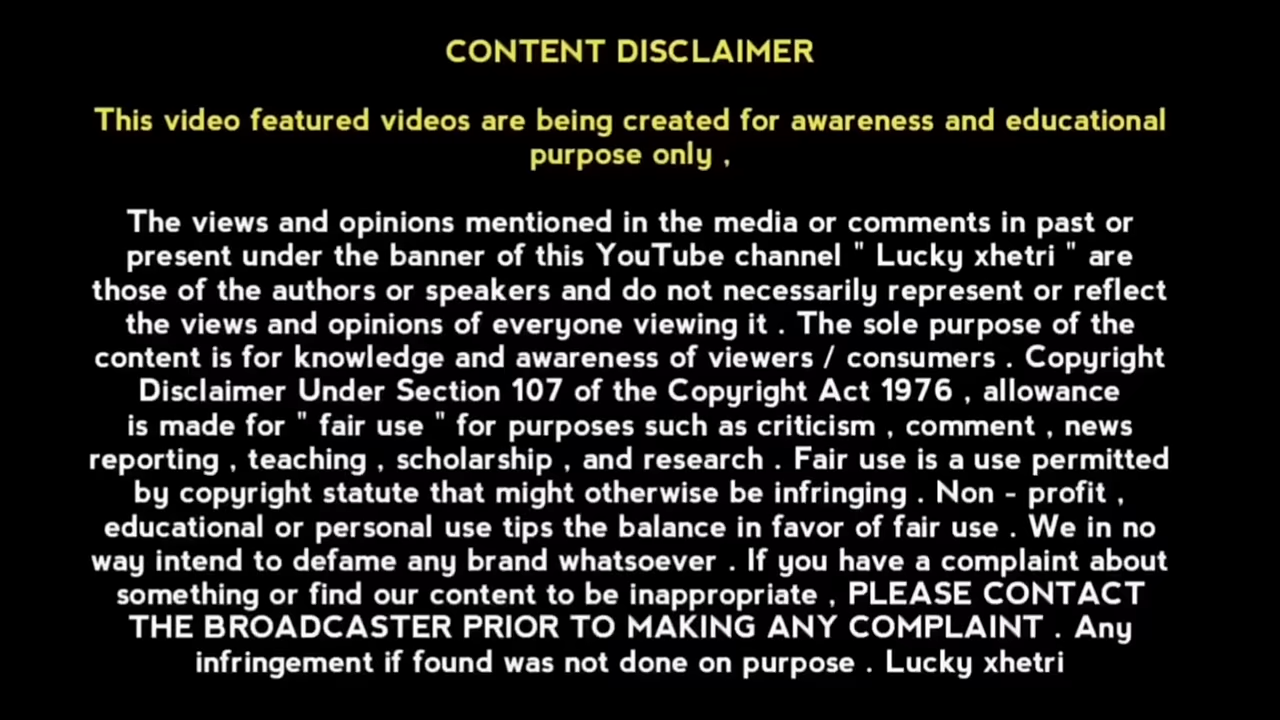 CONTENT DISCLAIMER
This video featured videos are being created for awareness and educational
purpose only ,
The views and opinions mentioned in the media or comments in past or
present under the banner of this YouTube channel " Lucky xhetri " are
those of the authors or speakers and do not necessarily represent or reflect
the views and opinions of everyone viewing it . The sole purpose of the
content is for knowledge and awareness of viewers / consumers . Copyright
Disclaimer Under Section 107 of the Copyright Act 1976 , allowance
is made for " fair use " for purposes such as criticism , comment , news
reporting , teaching , scholarship , and research . Fair use is a use permitted
by copyright statute that might otherwise be infringing . Non - profit ,
educational or personal use tips the balance in favor of fair use . We in no
way intend to defame any brand whatsoever . If you have a complaint about
something or find our content to be inappropriate , PLEASE CONTACT
THE BROADCASTER PRIOR TO MAKING ANY COMPLAINT . Any
infringement if found was not done on purpose . Lucky xhetri